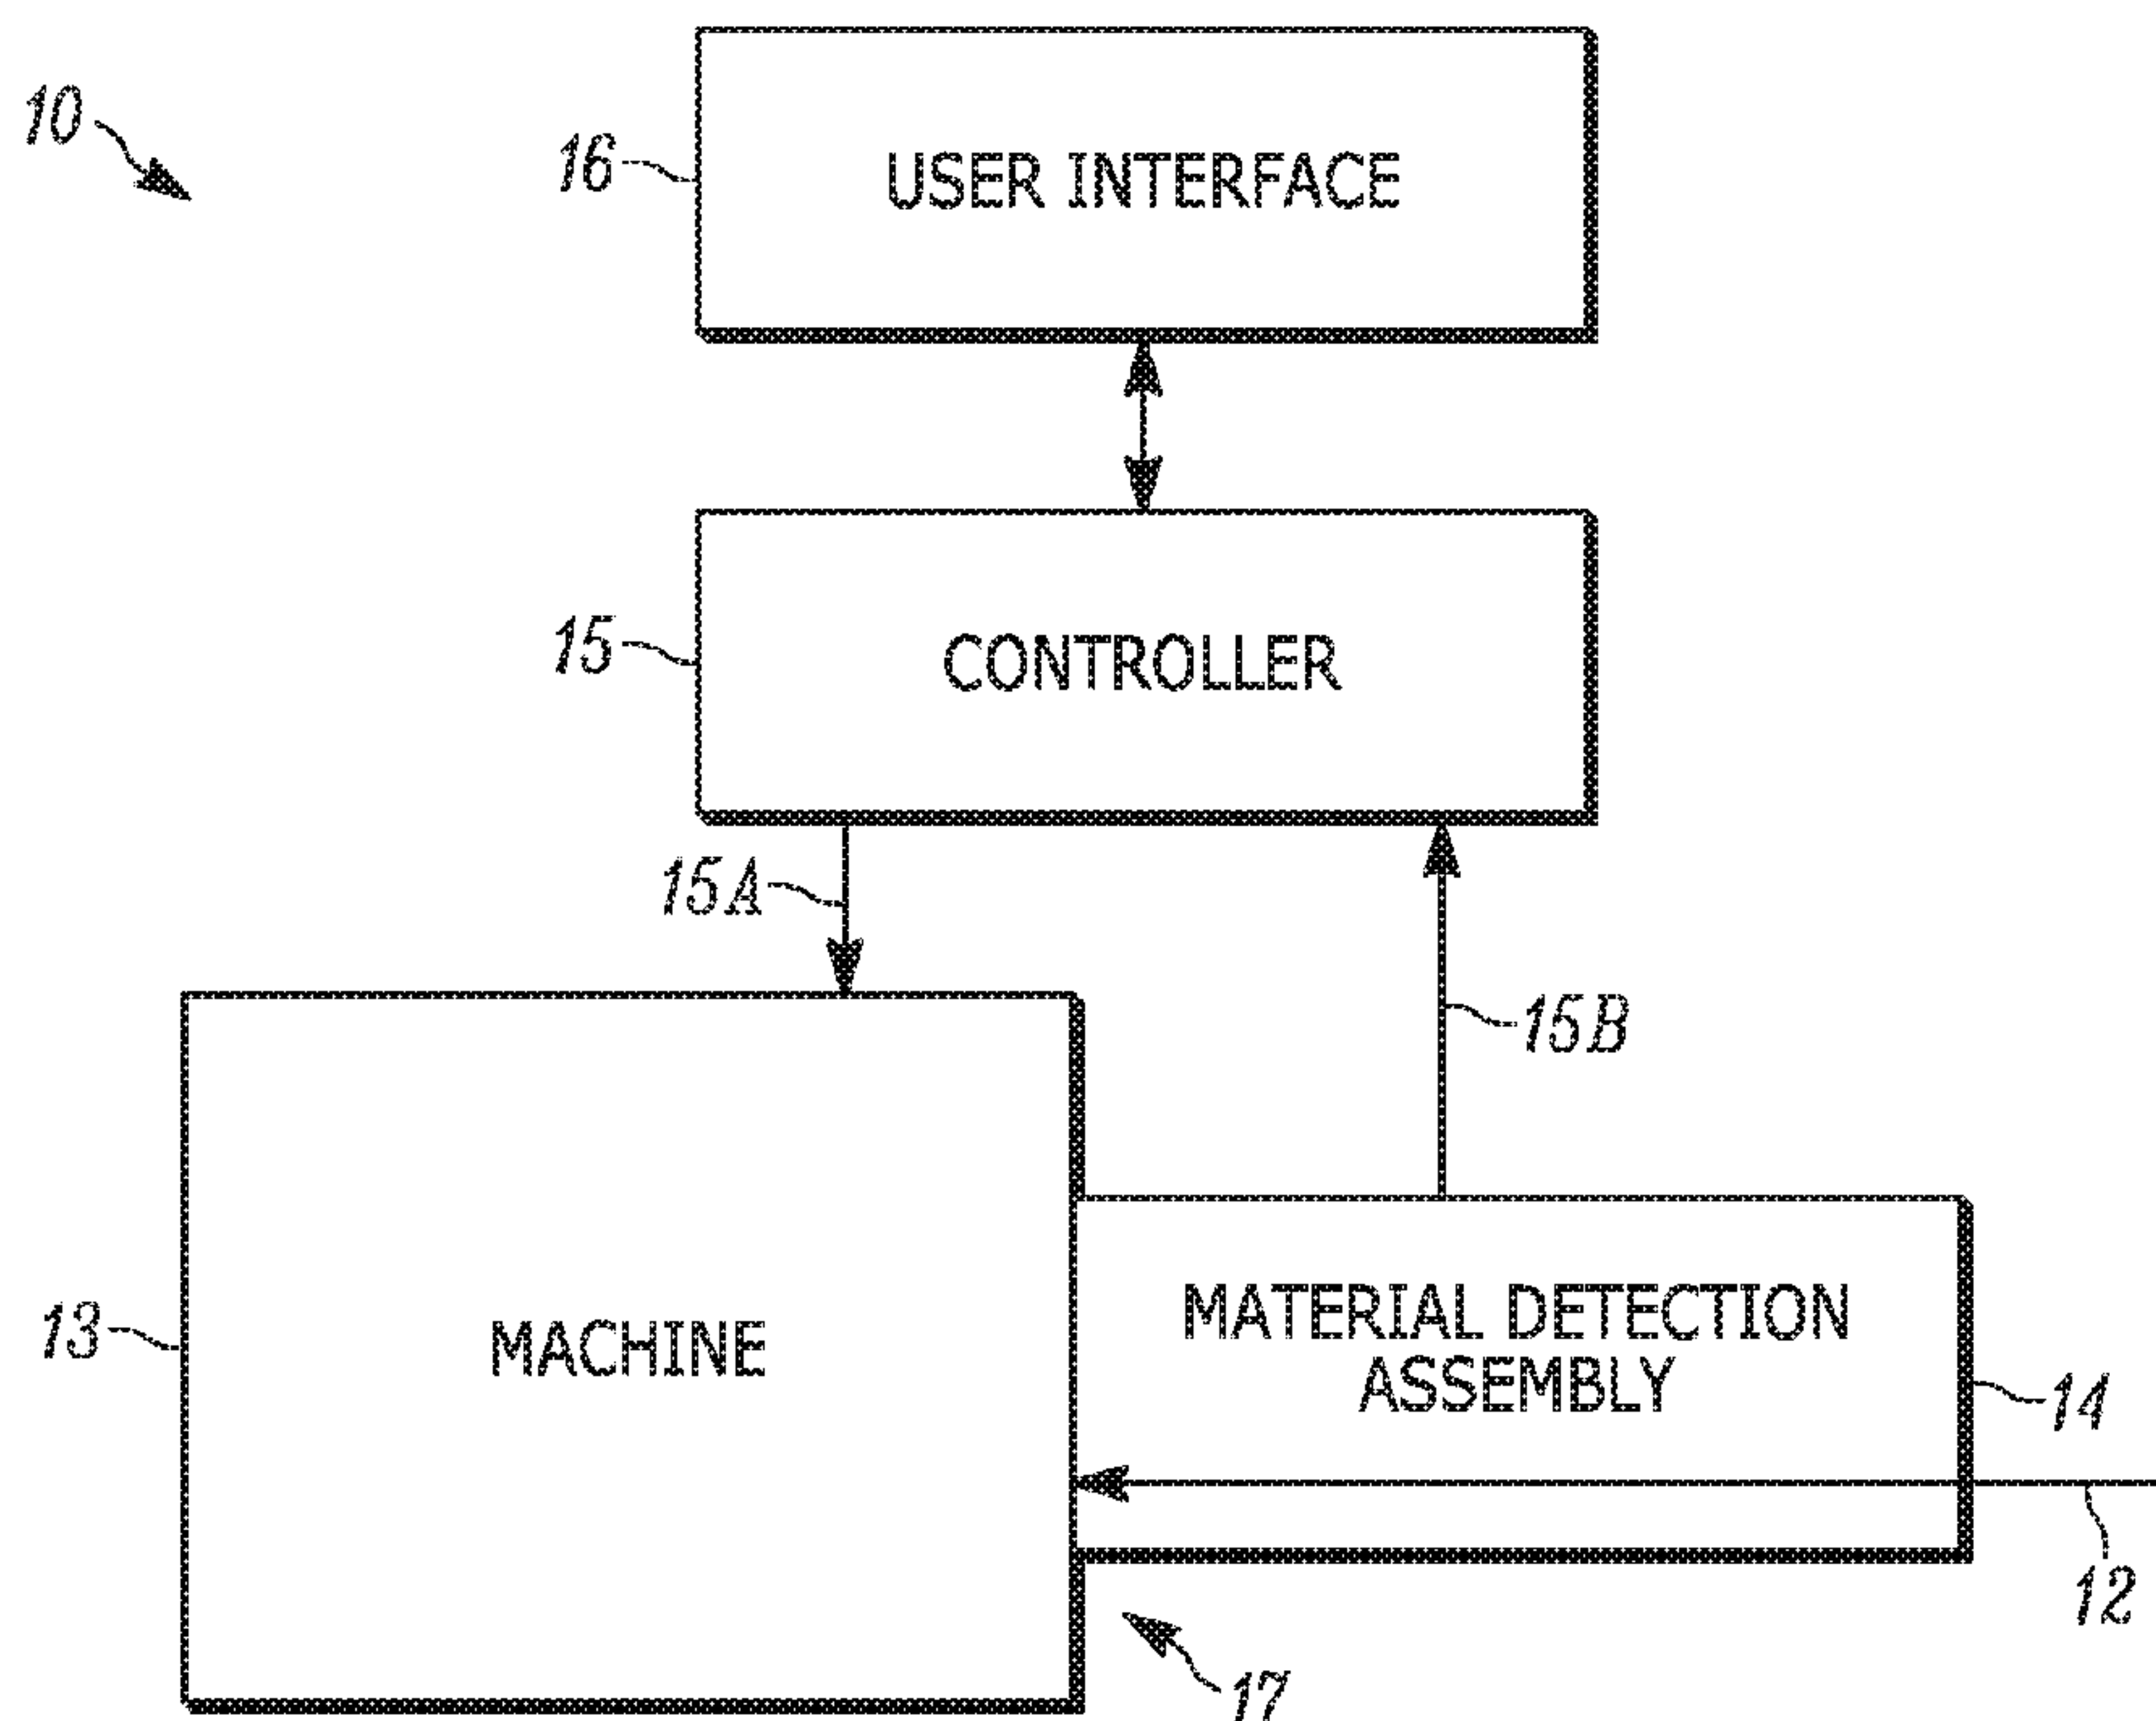 10
16
USER INTERFACE
15
CONTROLLER
15A
15B
13
MACHINE
MATERIAL DETECTION
ASSEMBLY
14
12
17